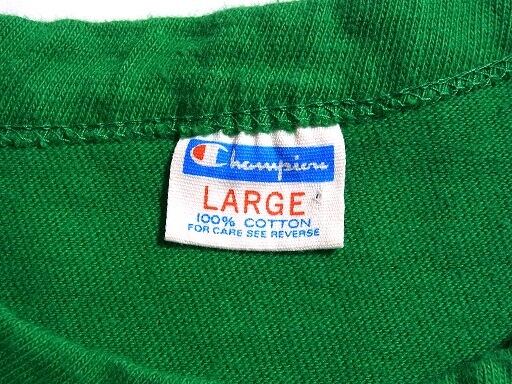 Champion
LARGE
100% COTTON
FOR CARE SEE REVERSE